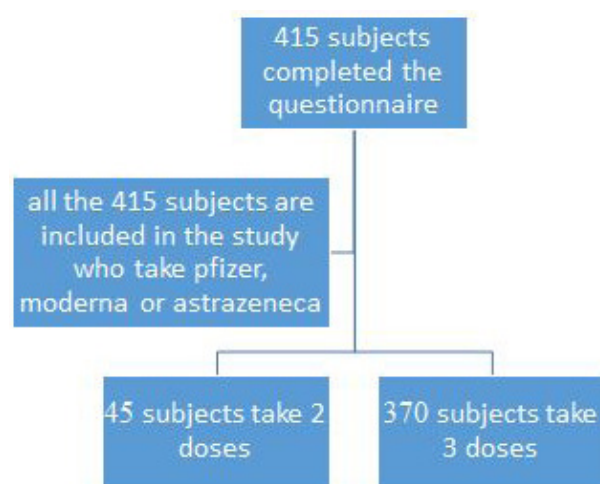 415 subjects
completed the
questionnaire
all the 415 subjects are
included in the study
who take pfizer,
moderna or astrazeneca
45 subjects take 2
doses
370 subjects take
3 doses